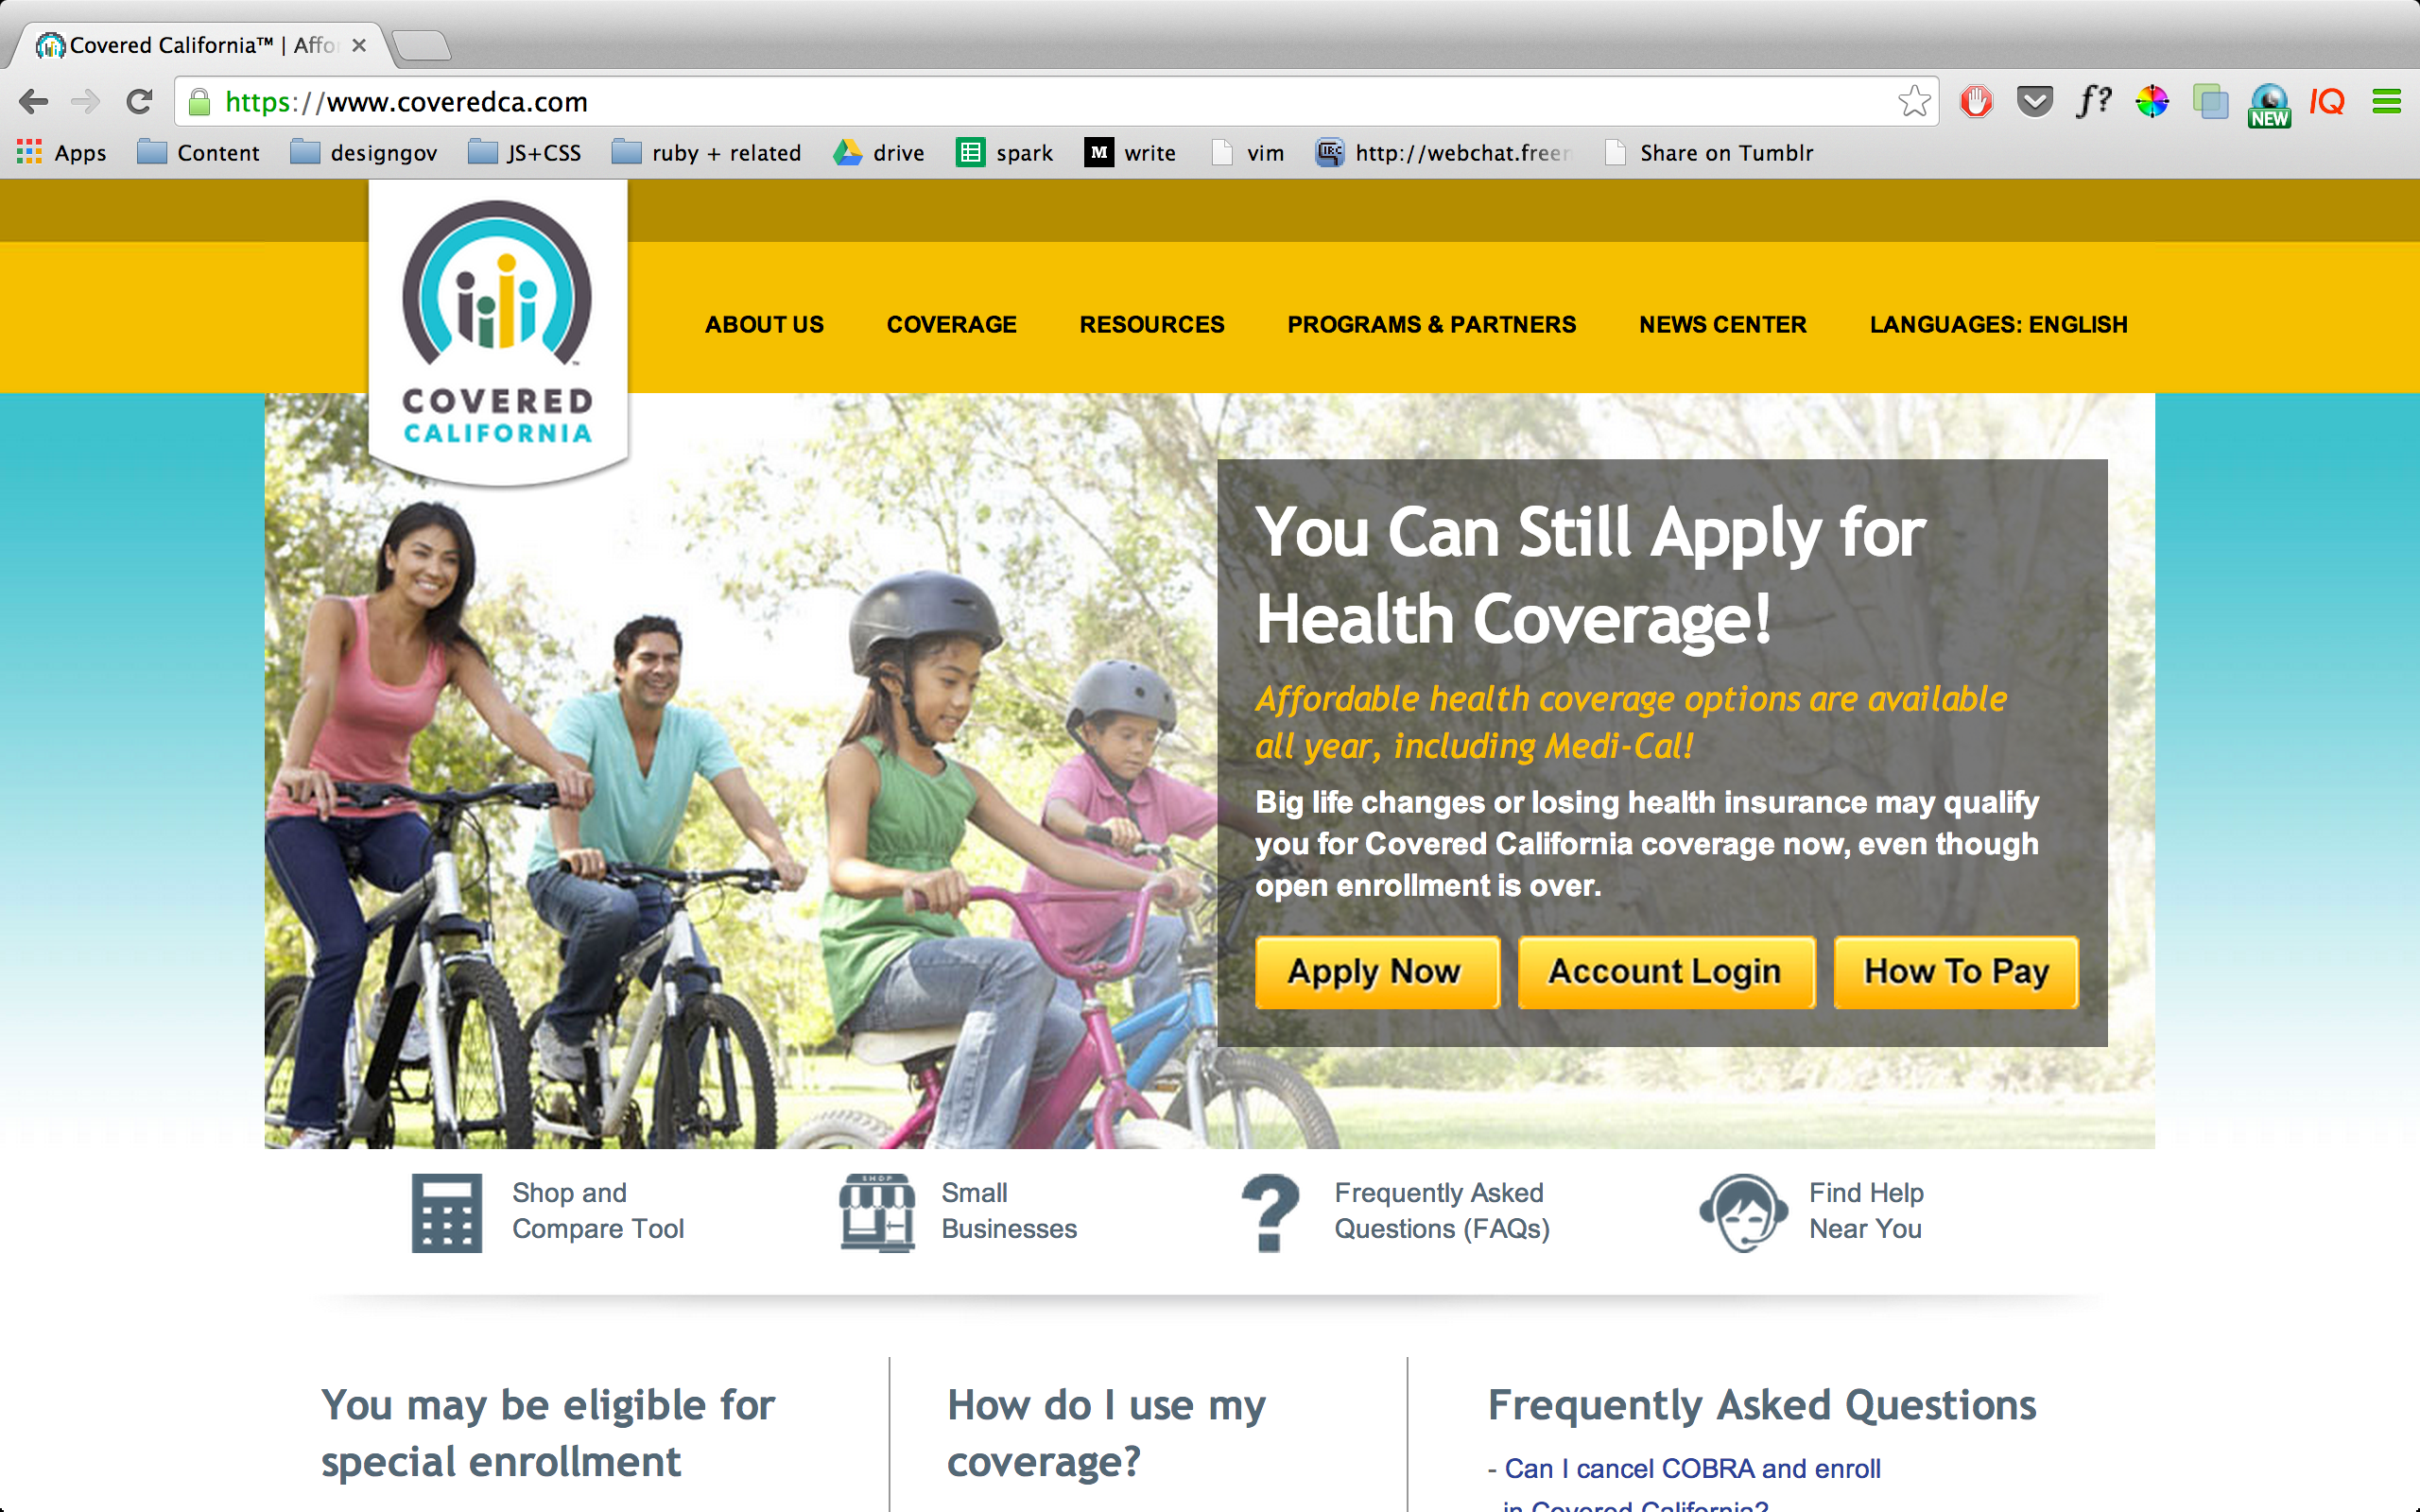 Covered California™ | Affo
https://www.coveredca.com
f?
NEW
IQ
Apps
Content
designgov
JS+CSS
ruby + related
drive
spark
M
write
vim
IRC
http://webchat.freen
Share on Tumblr
COVERED
CALIFORNIA
™
ABOUT US
COVERAGE
RESOURCES
PROGRAMS & PARTNERS
NEWS CENTER
LANGUAGES: ENGLISH
You Can Still Apply for
Health Coverage!
Affordable health coverage options are available
all year, including Medi-Cal!
Big life changes or losing health insurance may qualify
you for Covered California coverage now, even though
open enrollment is over.
Apply Now
Account Login
How To Pay
Shop and
Compare Tool
SHOP
Small
Businesses
?
Frequently Asked
Questions (FAQs)
Find Help
Near You
You may be eligible for
special enrollment
How do I use my
coverage?
Frequently Asked Questions
- Can I cancel COBRA and enroll
in Covered California?